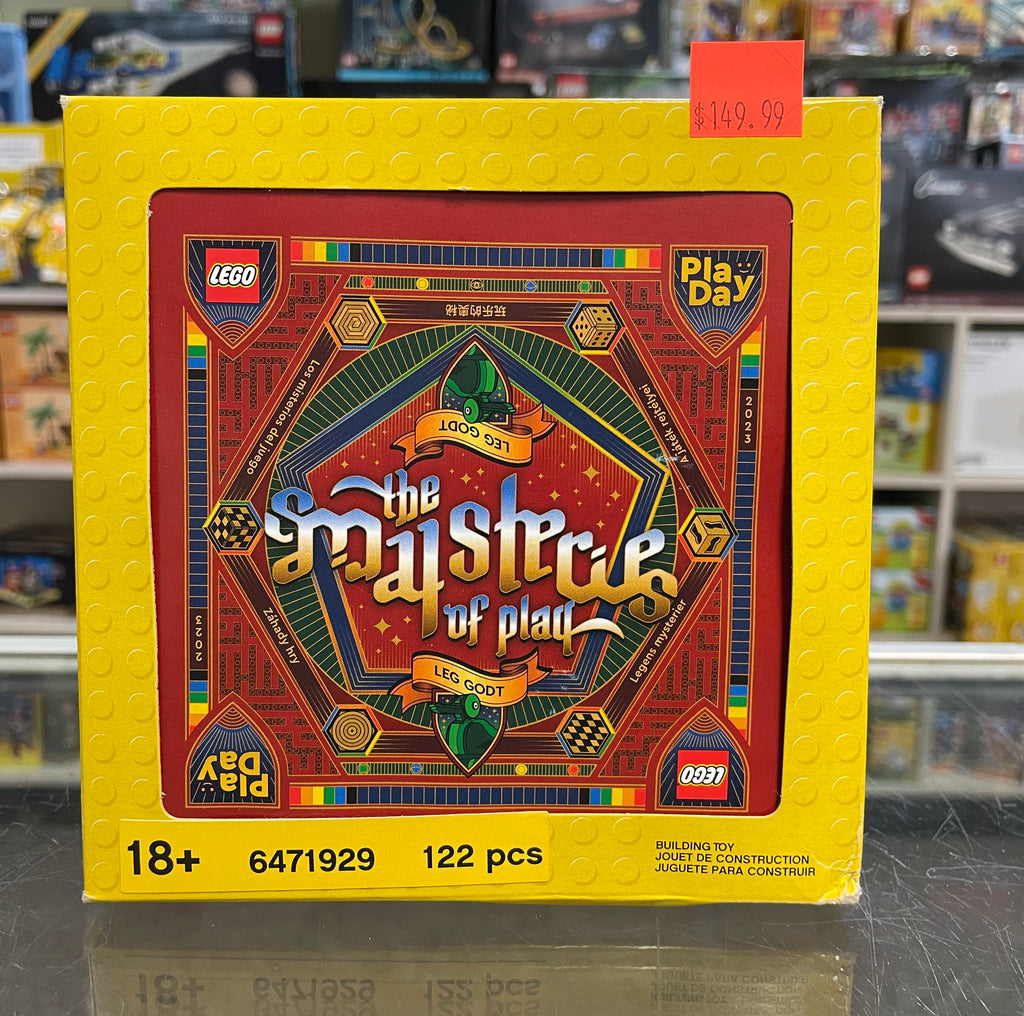 $149.99
LEGO
Play
Day
玩乐的奥秘
Los misterios del juego
A játék rejtélyei
2023
LEG GODT
the
mysteries
of play
LEG GODT
2023
Záhady hry
Legens mysterier
Play
Day
LEGO
18+ 6471929 122 pcs
BUILDING TOY
JOUET DE CONSTRUCTION
JUGUETE PARA CONSTRUIR